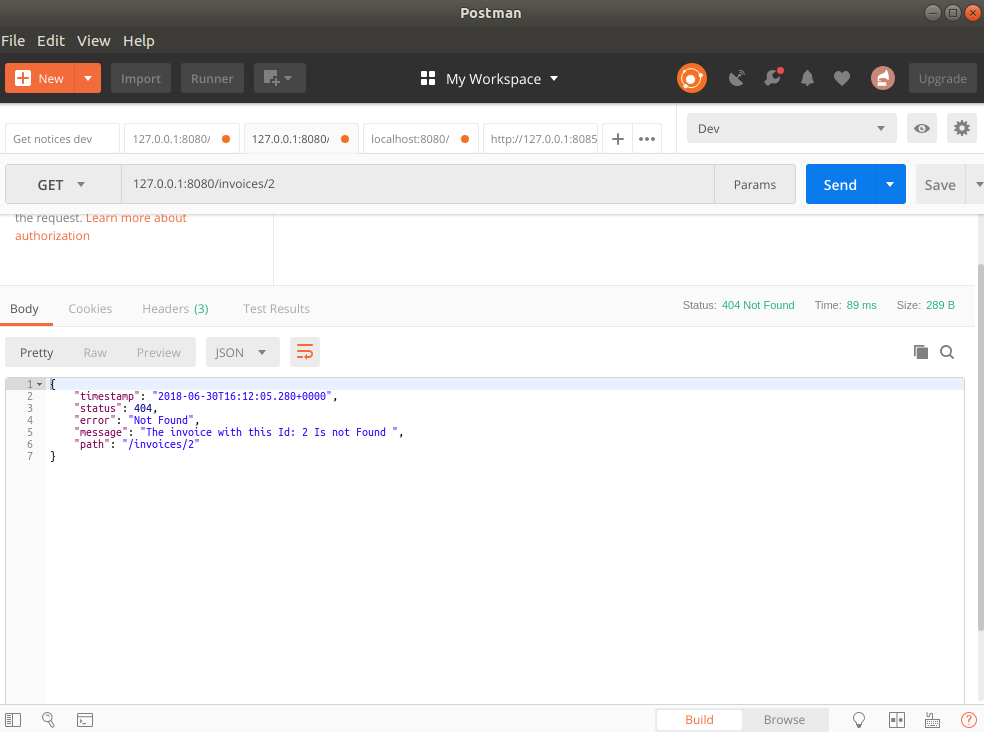 Postman
File Edit View Help
New Import Runner My Workspace Upgrade
Get notices dev 127.0.0.1:8080/ 127.0.0.1:8080/ localhost:8080/ http://127.0.0.1:8085 + ••• Dev
GET 127.0.0.1:8080/invoices/2 Params Send Save
the request. Learn more about
authorization
Body Cookies Headers (3) Test Results Status: 404 Not Found Time: 89 ms Size: 289 B
Pretty Raw Preview JSON
1 {
2 "timestamp": "2018-06-30T16:12:05.280+0000",
3 "status": 404,
4 "error": "Not Found",
5 "message": "The invoice with this Id: 2 Is not Found ",
6 "path": "/invoices/2"
7 }
Build Browse ?